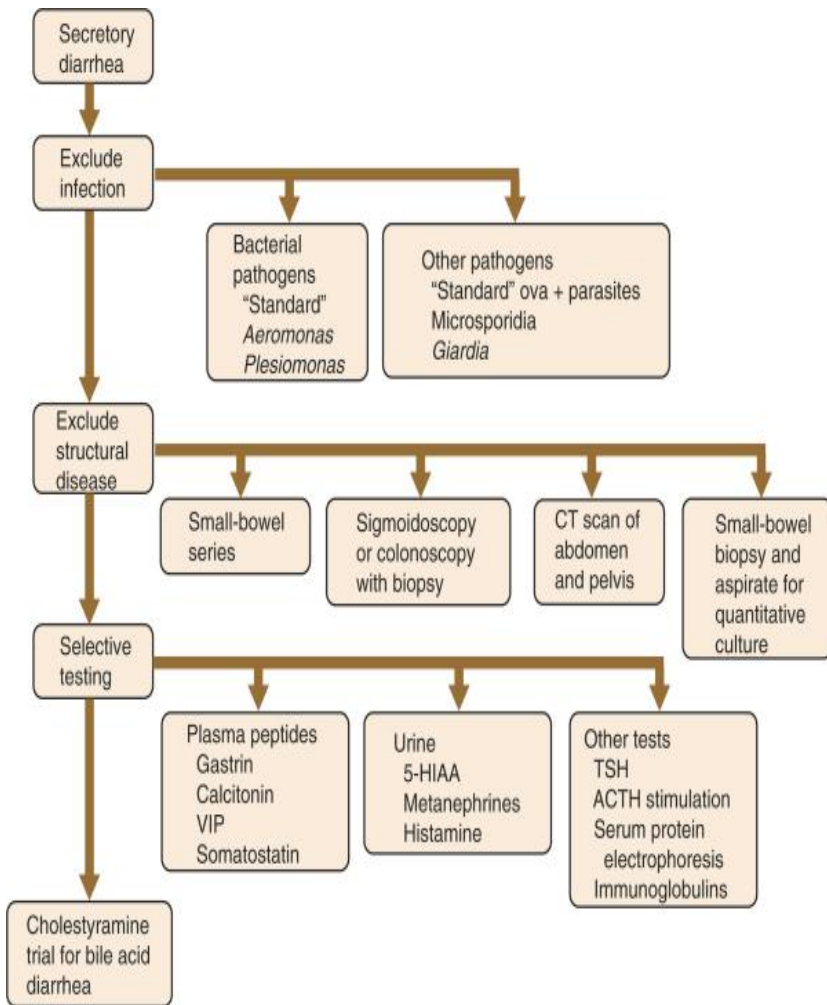 Secretory
diarrhea
Exclude
infection
Bacterial
pathogens
“Standard”
Aeromonas
Plesiomonas
Other pathogens
“Standard” ova + parasites
Microsporidia
Giardia
Exclude
structural
disease
Small-bowel
series
Sigmoidoscopy
or colonoscopy
with biopsy
CT scan of
abdomen
and pelvis
Small-bowel
biopsy and
aspirate for
quantitative
culture
Selective
testing
Plasma peptides
Gastrin
Calcitonin
VIP
Somatostatin
Urine
5-HIAA
Metanephrines
Histamine
Other tests
TSH
ACTH stimulation
Serum protein
electrophoresis
Immunoglobulins
Cholestyramine
trial for bile acid
diarrhea